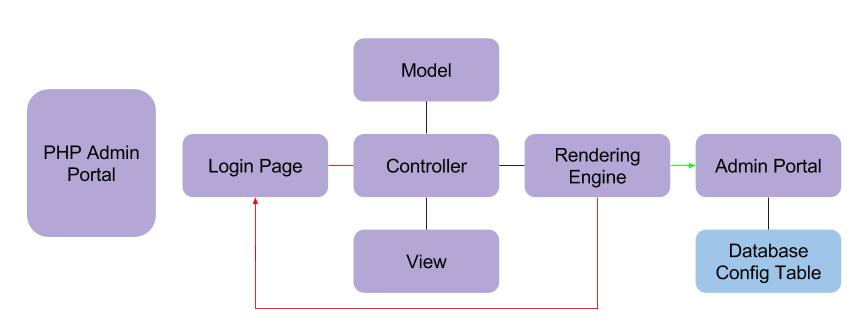 Model
PHP Admin
Portal
Login Page
Controller
Rendering
Engine
Admin Portal
View
Database
Config Table